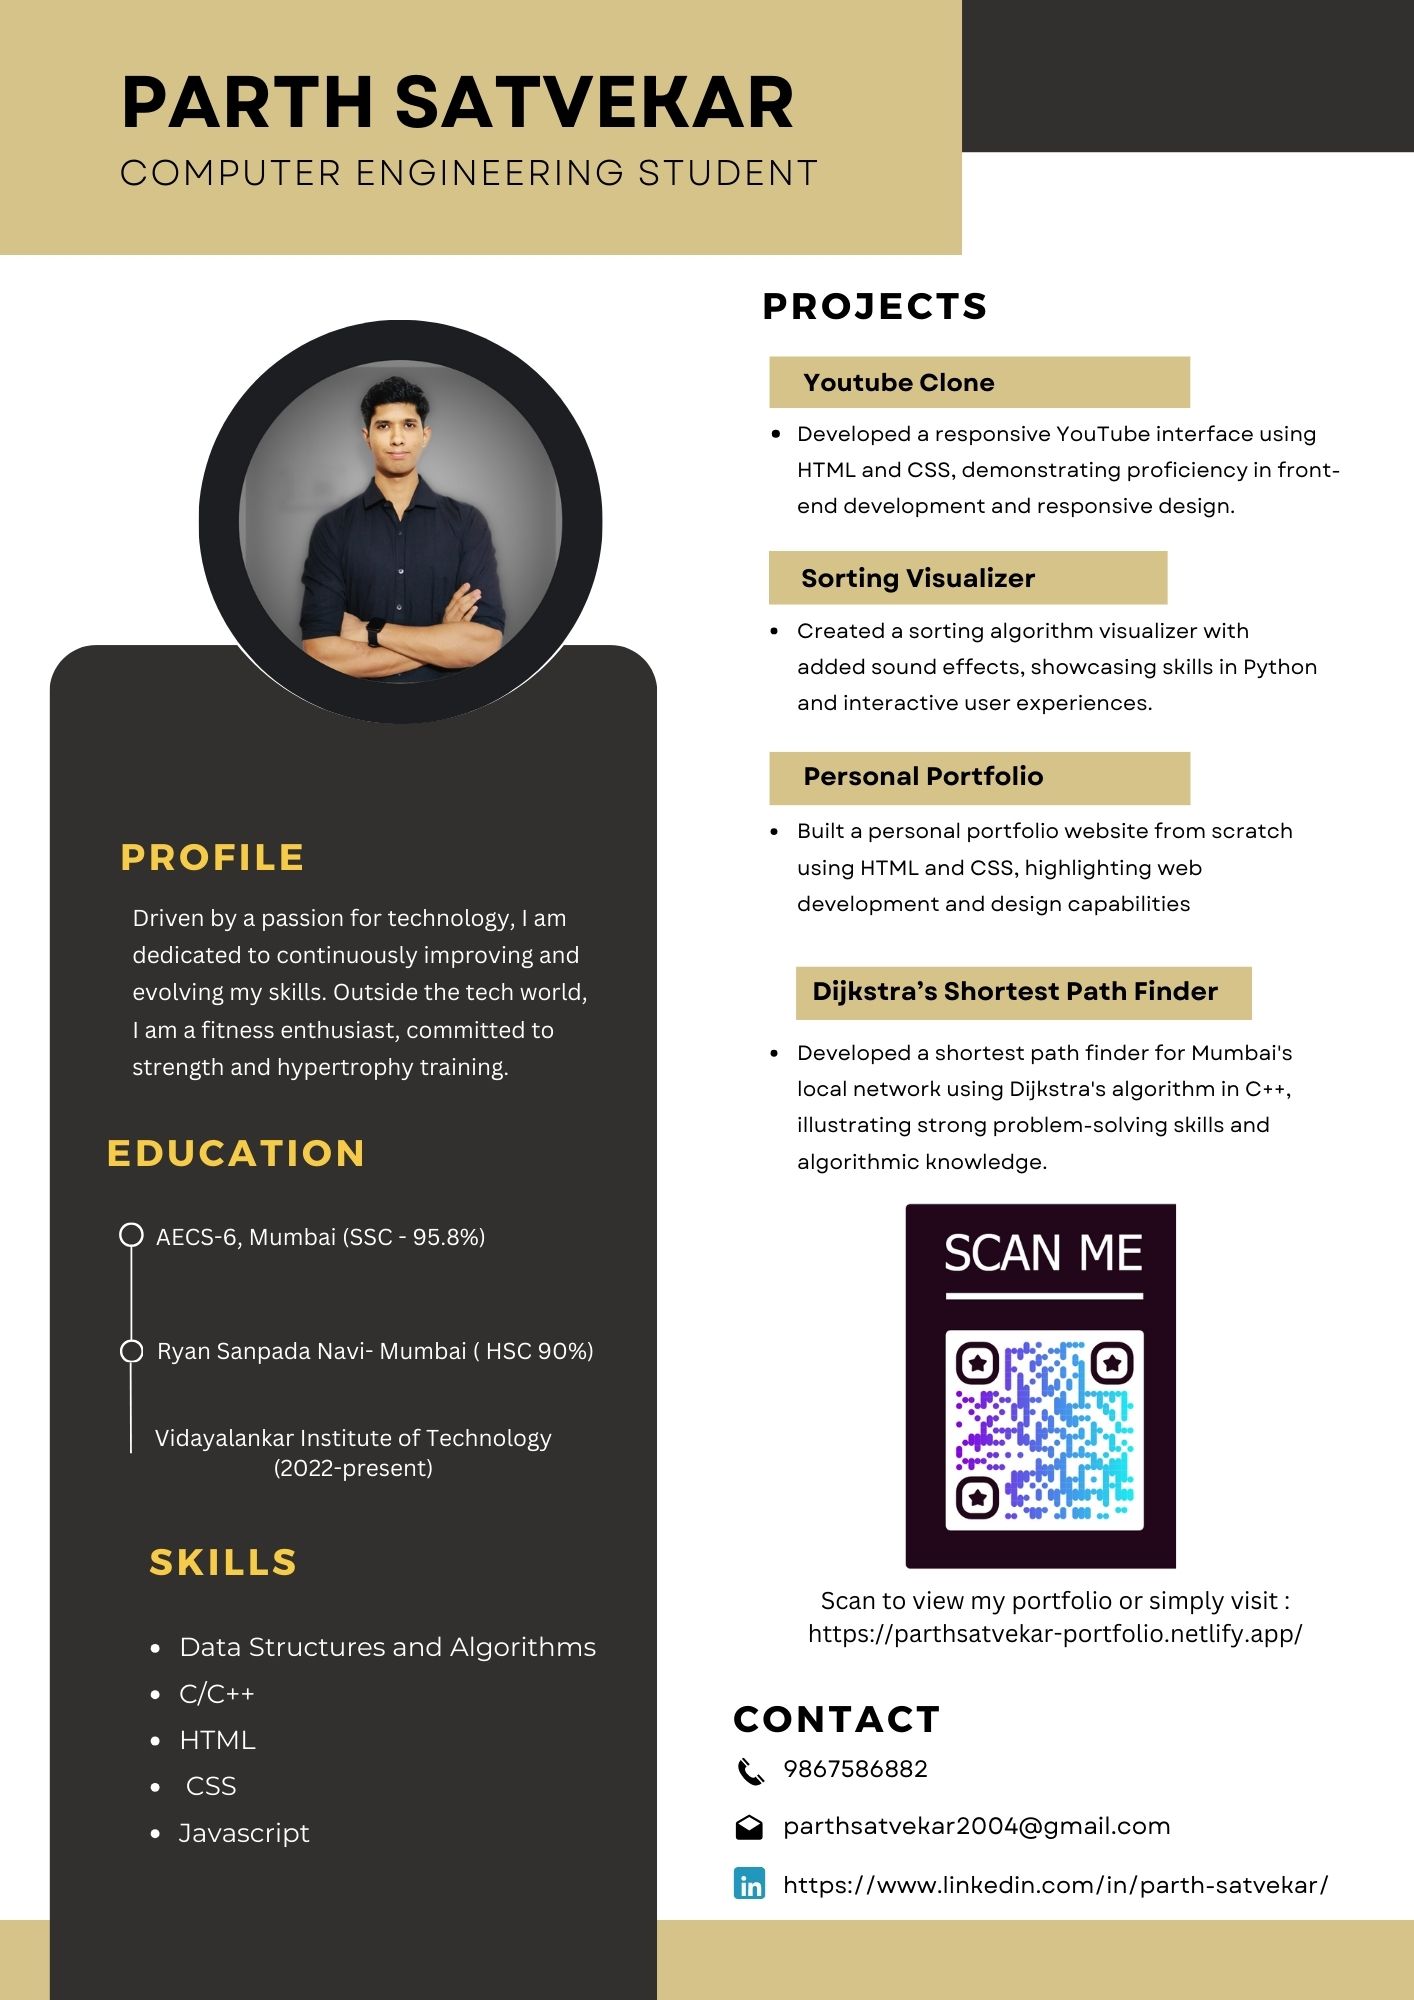 PARTH SATVEKAR
COMPUTER ENGINEERING STUDENT
PROFILE
Driven by a passion for technology, I am
dedicated to continuously improving and
evolving my skills. Outside the tech world,
I am a fitness enthusiast, committed to
strength and hypertrophy training.
EDUCATION
AECS-6, Mumbai (SSC - 95.8%)
Ryan Sanpada Navi- Mumbai ( HSC 90%)
Vidayalankar Institute of Technology
(2022-present)
SKILLS
• Data Structures and Algorithms
• C/C++
• HTML
• CSS
• Javascript
PROJECTS
Youtube Clone
• Developed a responsive YouTube interface using
HTML and CSS, demonstrating proficiency in front-
end development and responsive design.
Sorting Visualizer
• Created a sorting algorithm visualizer with
added sound effects, showcasing skills in Python
and interactive user experiences.
Personal Portfolio
• Built a personal portfolio website from scratch
using HTML and CSS, highlighting web
development and design capabilities
Dijkstra’s Shortest Path Finder
• Developed a shortest path finder for Mumbai's
local network using Dijkstra's algorithm in C++,
illustrating strong problem-solving skills and
algorithmic knowledge.
SCAN ME
Scan to view my portfolio or simply visit :
https://parthsatvekar-portfolio.netlify.app/
CONTACT
9867586882
parthsatvekar2004@gmail.com
in https://www.linkedin.com/in/parth-satvekar/